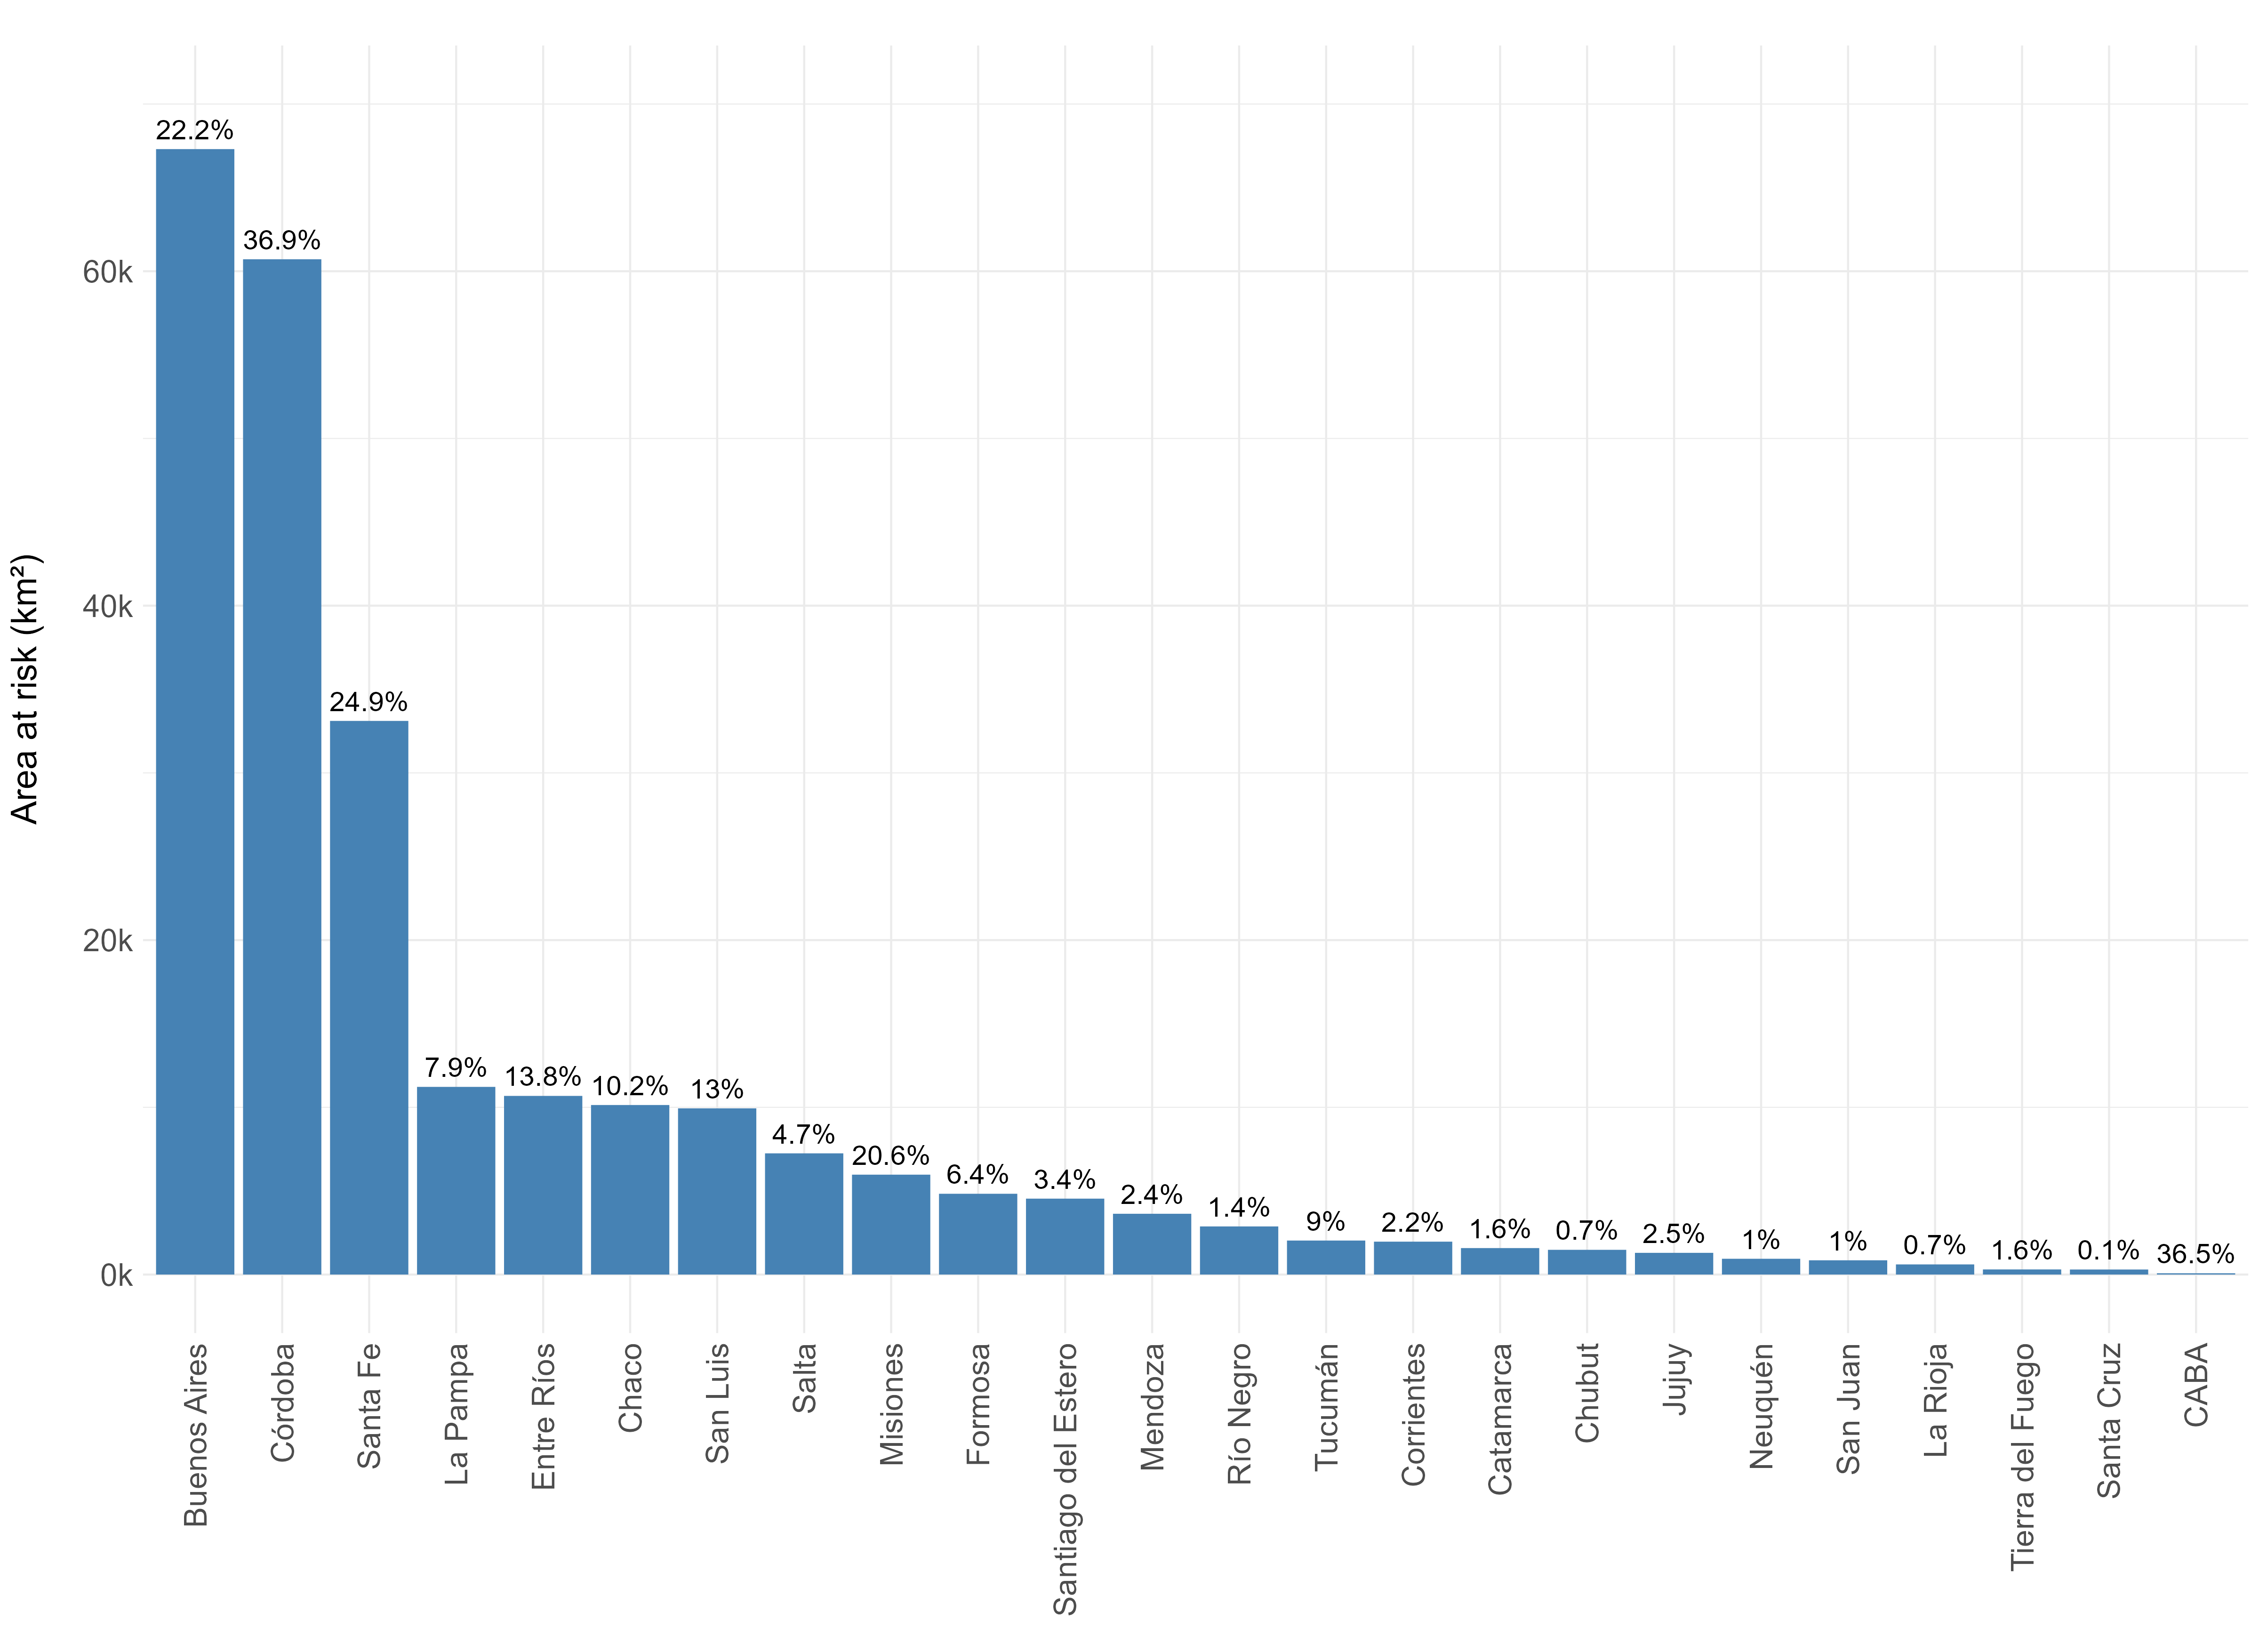 Area at risk (km²)
60k
40k
20k
0k
22.2%
36.9%
24.9%
7.9%
13.8%
10.2%
13%
4.7%
20.6%
6.4%
3.4%
2.4%
1.4%
9%
2.2%
1.6%
0.7%
2.5%
1%
1%
0.7%
1.6%
0.1%
36.5%
Buenos Aires
Córdoba
Santa Fe
La Pampa
Entre Ríos
Chaco
San Luis
Salta
Misiones
Formosa
Santiago del Estero
Mendoza
Río Negro
Tucumán
Corrientes
Catamarca
Chubut
Jujuy
Neuquén
San Juan
La Rioja
Tierra del Fuego
Santa Cruz
CABA